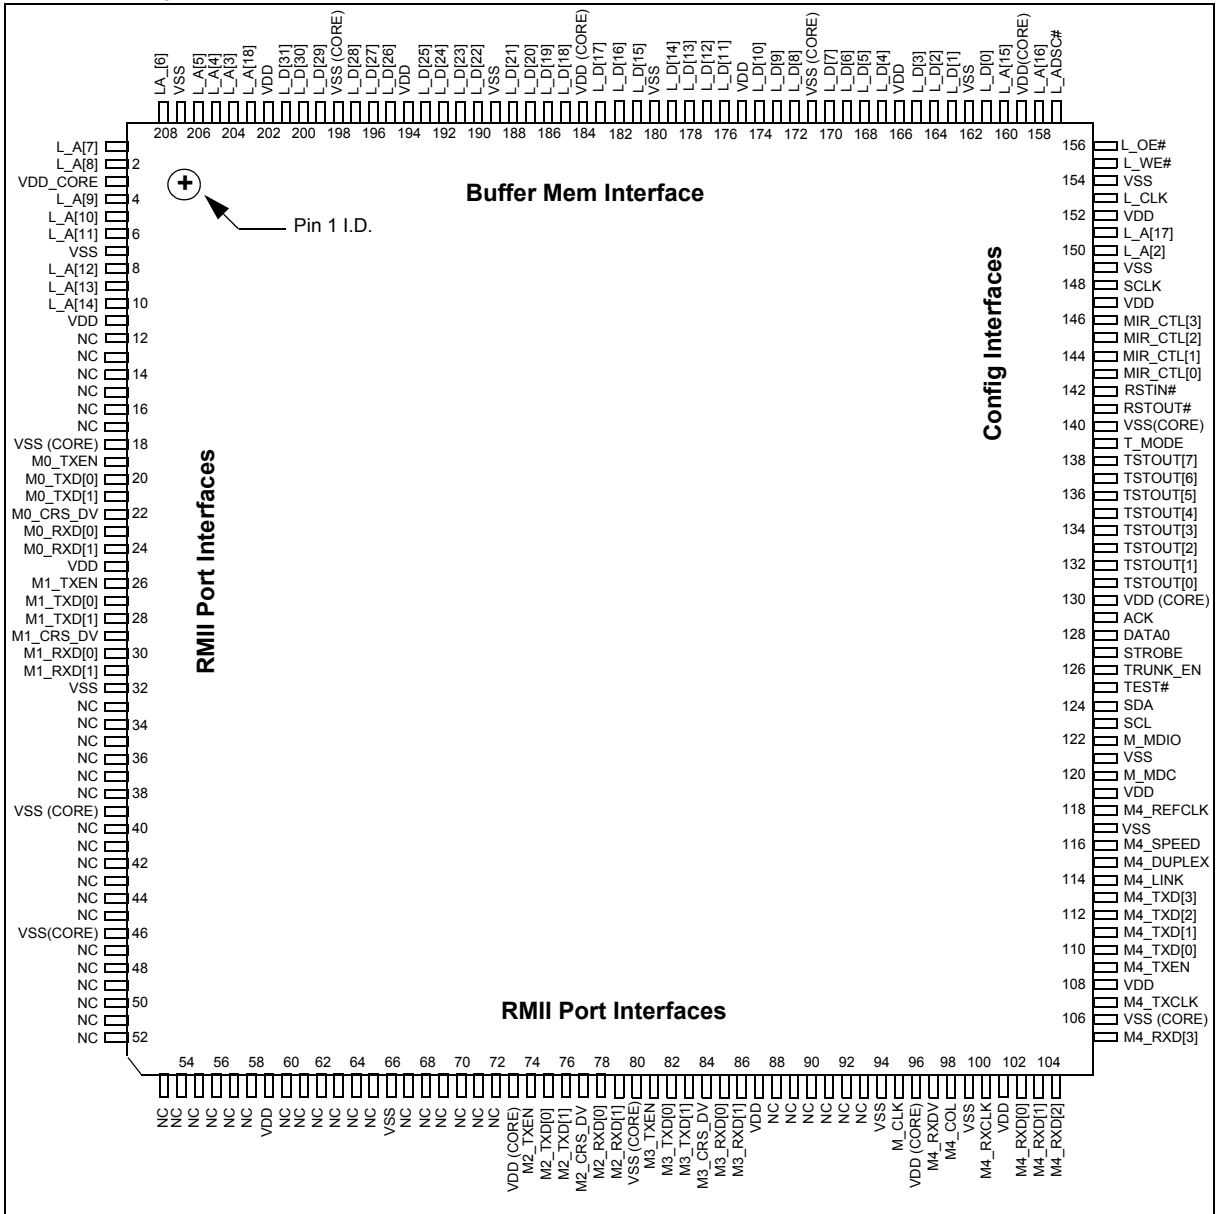 LA_[6]
VSS
L_A[5]
L_A[4]
L_A[3]
L_A[18]
VDD
L_D[31]
L_D[30]
L_D[29]
VSS (CORE)
L_D[28]
L_D[27]
L_D[26]
VDD
L_D[25]
L_D[24]
L_D[23]
L_D[22]
VSS
L_D[21]
L_D[20]
L_D[19]
L_D[18]
VDD (CORE)
L_D[17]
L_D[16]
L_D[15]
VSS
L_D[14]
L_D[13]
L_D[12]
L_D[11]
VDD
L_D[10]
L_D[9]
L_D[8]
VSS (CORE)
L_D[7]
L_D[6]
L_D[5]
L_D[4]
VDD
L_D[3]
L_D[2]
L_D[1]
VSS
L_D[0]
L_A[15]
VDD(CORE)
L_A[16]
L_ADSC#
208 206 204 202 200 198 196 194 192 190 188 186 184 182 180 178 176 174 172 170 168 166 164 162 160 158
L_A[7]
L_A[8] 2
VDD_CORE
L_A[9] 4
L_A[10]
L_A[11] 6
VSS
L_A[12] 8
L_A[13]
L_A[14] 10
VDD
NC 12
NC
NC 14
NC
NC 16
NC
VSS (CORE) 18
M0_TXEN
M0_TXD[0] 20
M0_TXD[1]
M0_CRS_DV 22
M0_RXD[0]
M0_RXD[1] 24
VDD
M1_TXEN 26
M1_TXD[0]
M1_TXD[1] 28
M1_CRS_DV
M1_RXD[0] 30
M1_RXD[1]
VSS 32
NC
NC 34
NC
NC 36
NC
NC 38
VSS (CORE)
NC 40
NC
NC 42
NC
NC 44
NC
VSS(CORE) 46
NC
NC 48
NC
NC 50
NC
NC 52
+
Pin 1 I.D.
Buffer Mem Interface
RMII Port Interfaces
Config Interfaces
RMII Port Interfaces
156 L_OE#
L_WE#
154 VSS
L_CLK
152 VDD
L_A[17]
150 L_A[2]
VSS
148 SCLK
VDD
146 MIR_CTL[3]
MIR_CTL[2]
144 MIR_CTL[1]
MIR_CTL[0]
142 RSTIN#
RSTOUT#
140 VSS(CORE)
T_MODE
138 TSTOUT[7]
TSTOUT[6]
136 TSTOUT[5]
TSTOUT[4]
134 TSTOUT[3]
TSTOUT[2]
132 TSTOUT[1]
TSTOUT[0]
130 VDD (CORE)
ACK
128 DATA0
STROBE
126 TRUNK_EN
TEST#
124 SDA
SCL
122 M_MDIO
VSS
120 M_MDC
VDD
118 M4_REFCLK
VSS
116 M4_SPEED
M4_DUPLEX
114 M4_LINK
M4_TXD[3]
112 M4_TXD[2]
M4_TXD[1]
110 M4_TXD[0]
M4_TXEN
108 VDD
M4_TXCLK
106 VSS (CORE)
M4_RXD[3]
54 56 58 60 62 64 66 68 70 72 74 76 78 80 82 84 86 88 90 92 94 96 98 100 102 104
NC
NC
NC
NC
NC
NC
VDD
NC
NC
NC
NC
NC
NC
VSS
NC
NC
NC
NC
NC
NC
VDD (CORE)
M2_TXEN
M2_TXD[0]
M2_TXD[1]
M2_CRS_DV
M2_RXD[0]
M2_RXD[1]
VSS (CORE)
M3_TXEN
M3_TXD[0]
M3_TXD[1]
M3_CRS_DV
M3_RXD[0]
M3_RXD[1]
VDD
NC
NC
NC
NC
NC
NC
VSS
M_CLK
VDD (CORE)
M4_RXDV
M4_COL
VSS
M4_RXCLK
VDD
M4_RXD[0]
M4_RXD[1]
M4_RXD[2]